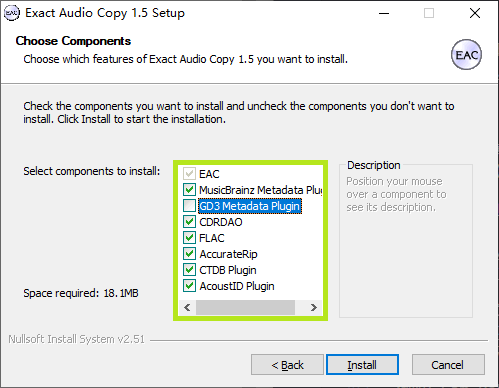 Exact Audio Copy 1.5 Setup
Choose Components
Choose which features of Exact Audio Copy 1.5 you want to install.
EAC
Check the components you want to install and uncheck the components you don't want to
install. Click Install to start the installation.
Select components to install:
EAC
MusicBrainz Metadata Plug
GD3 Metadata Plugin
CDRDAO
FLAC
AccurateRip
CTDB Plugin
AcoustID Plugin
Description
Position your mouse
over a component to
see its description.
Space required: 18.1MB
Nullsoft Install System v2.51
< Back
Install
Cancel